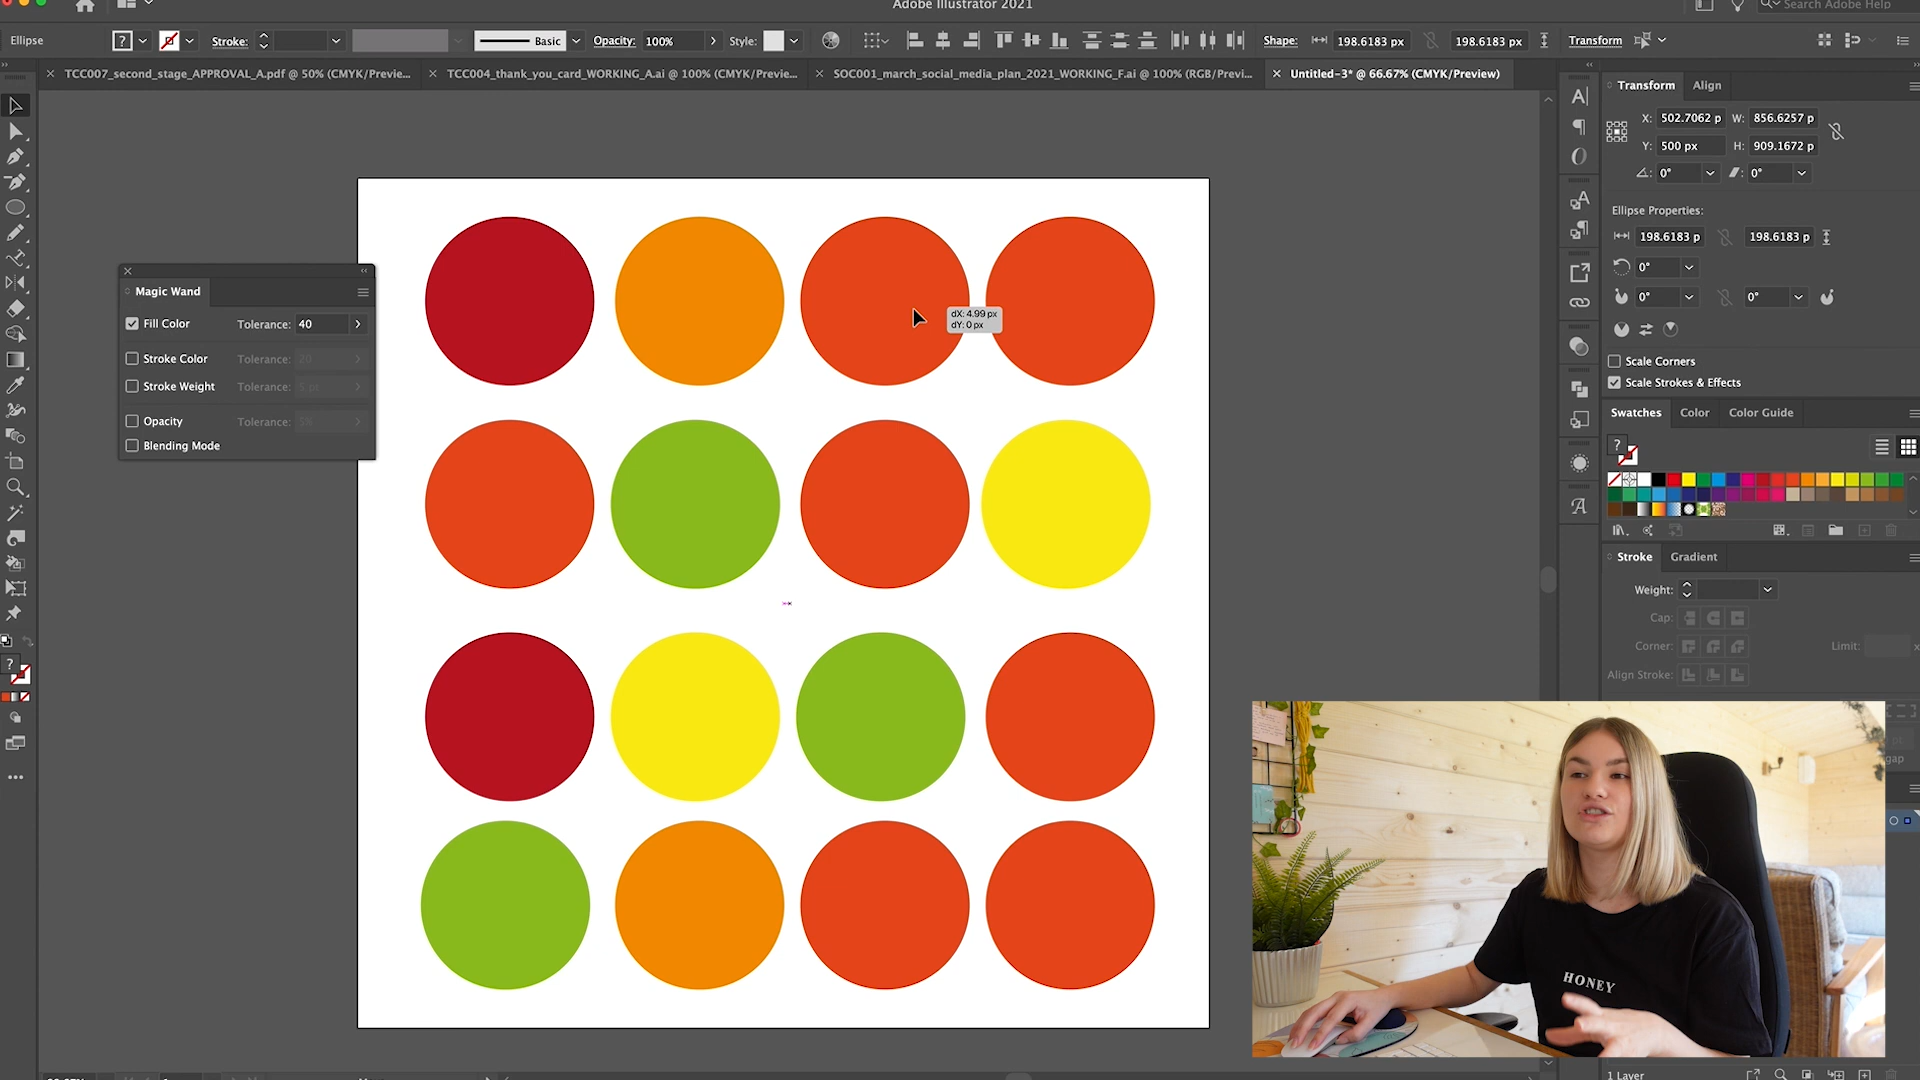 Adobe Illustrator 2021
Search Adobe Help
Ellipse
?
Stroke:
Basic
Opacity: 100%
Style:
Shape:
198.6183 px
198.6183 px
Transform
TCC007_second_stage_APPROVAL_A.pdf @ 50% (CMYK/Previe...
TCC004_thank_you_card_WORKING_A.ai @ 100% (CMYK/Previe...
SOC001_march_social_media_plan_2021_WORKING_F.ai @ 100% (RGB/Previ...
Untitled-3* @ 66.67% (CMYK/Preview)
Transform
Align
X: 502.7062 p
W: 856.6257 p
Y: 500 px
H: 909.1672 p
0°
0°
Ellipse Properties:
198.6183 p
198.6183 p
0°
0°
0°
Scale Corners
Scale Strokes & Effects
Magic Wand
Fill Color
Tolerance: 40
Stroke Color
Tolerance: 20
Stroke Weight
Tolerance: 5 pt
Opacity
Tolerance: 5%
Blending Mode
dX: 4.99 px
dY: 0 px
Swatches
Color
Color Guide
?
Stroke
Gradient
Weight:
Cap:
Corner:
Limit:
x
Align Stroke:
gap
?
HONEY
1 Layer